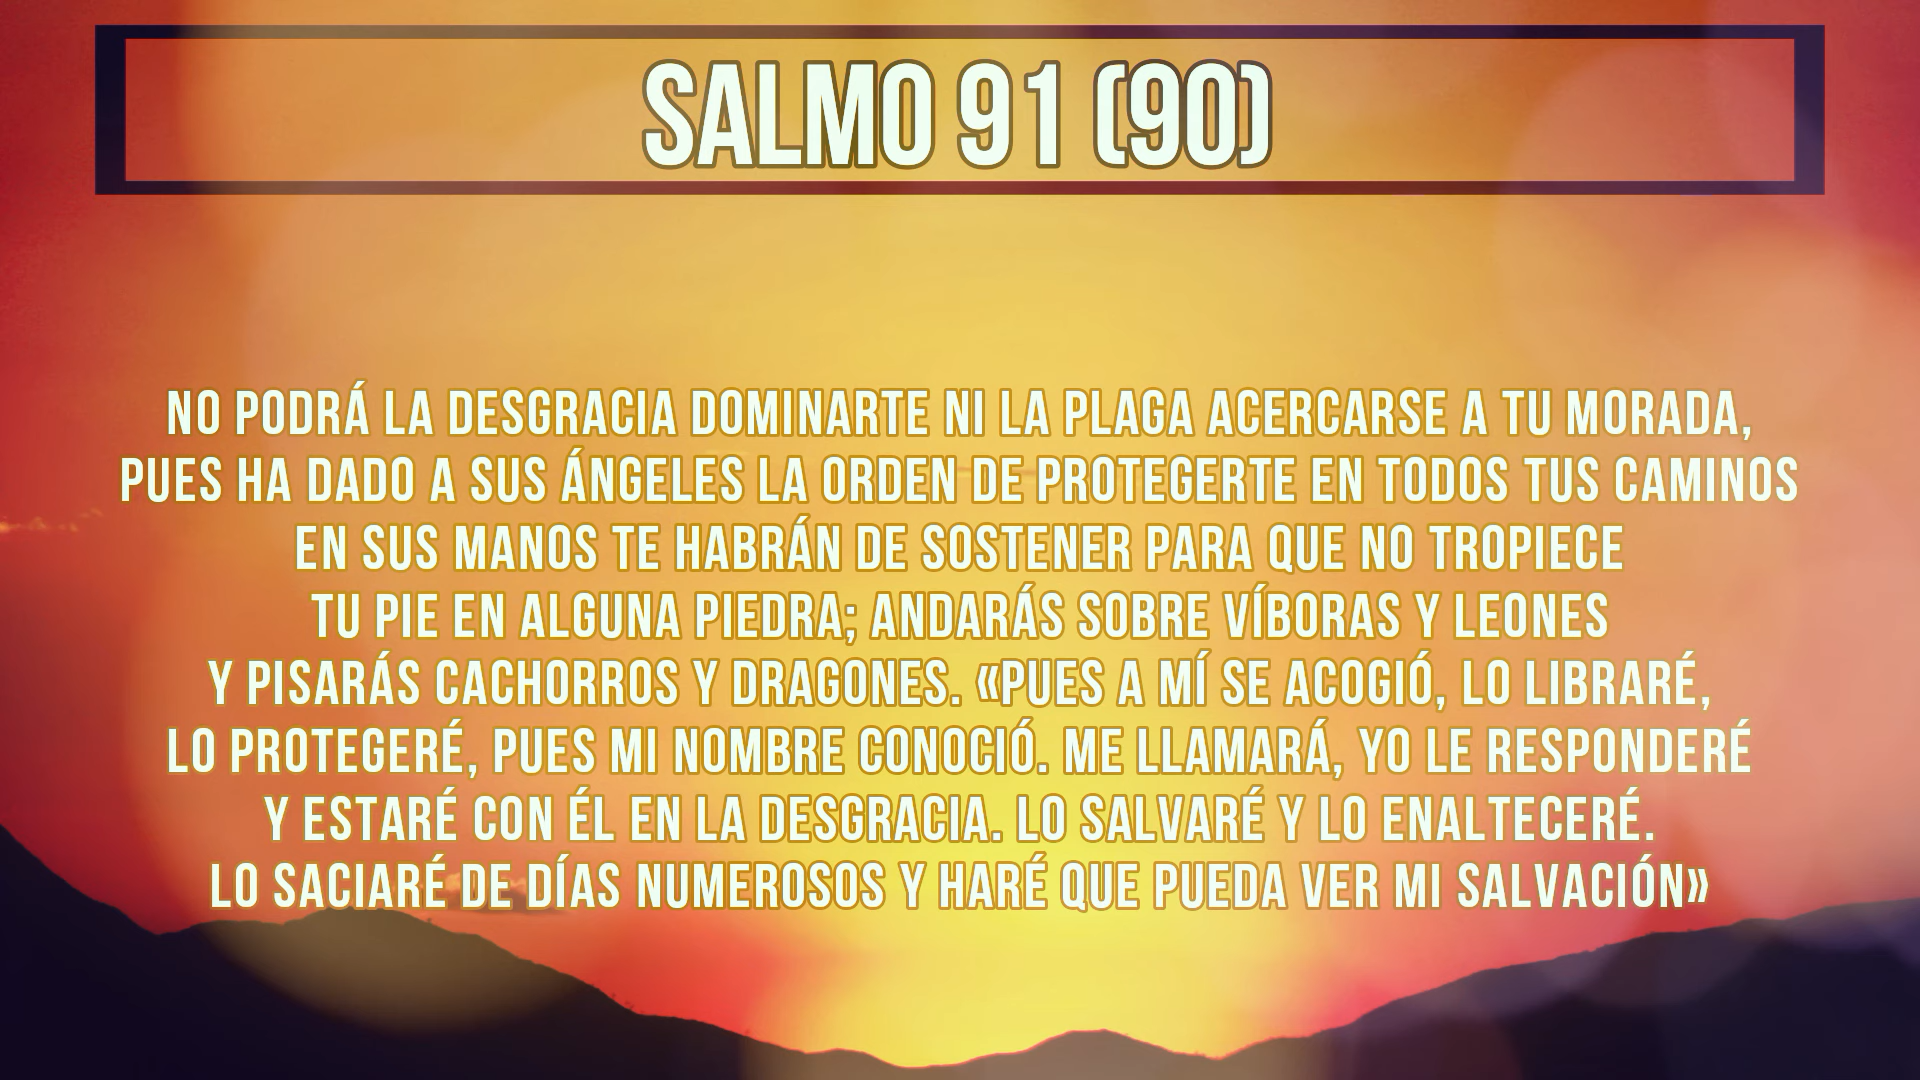 SALMO 91 (90)
NO PODRÁ LA DESGRACIA DOMINARTE NI LA PLAGA ACERCARSE A TU MORADA,
PUES HA DADO A SUS ÁNGELES LA ORDEN DE PROTEGERTE EN TODOS TUS CAMINOS
EN SUS MANOS TE HABRÁN DE SOSTENER PARA QUE NO TROPIECE
TU PIE EN ALGUNA PIEDRA; ANDARÁS SOBRE VÍBORAS Y LEONES
Y PISARÁS CACHORROS Y DRAGONES. «PUES A MÍ SE ACOGIÓ, LO LIBRARÉ,
LO PROTEGERÉ, PUES MI NOMBRE CONOCIÓ. ME LLAMARÁ, YO LE RESPONDERÉ
Y ESTARÉ CON ÉL EN LA DESGRACIA. LO SALVARÉ Y LO ENALTECERÉ.
LO SACIARÉ DE DÍAS NUMEROSOS Y HARÉ QUE PUEDA VER MI SALVACIÓN»